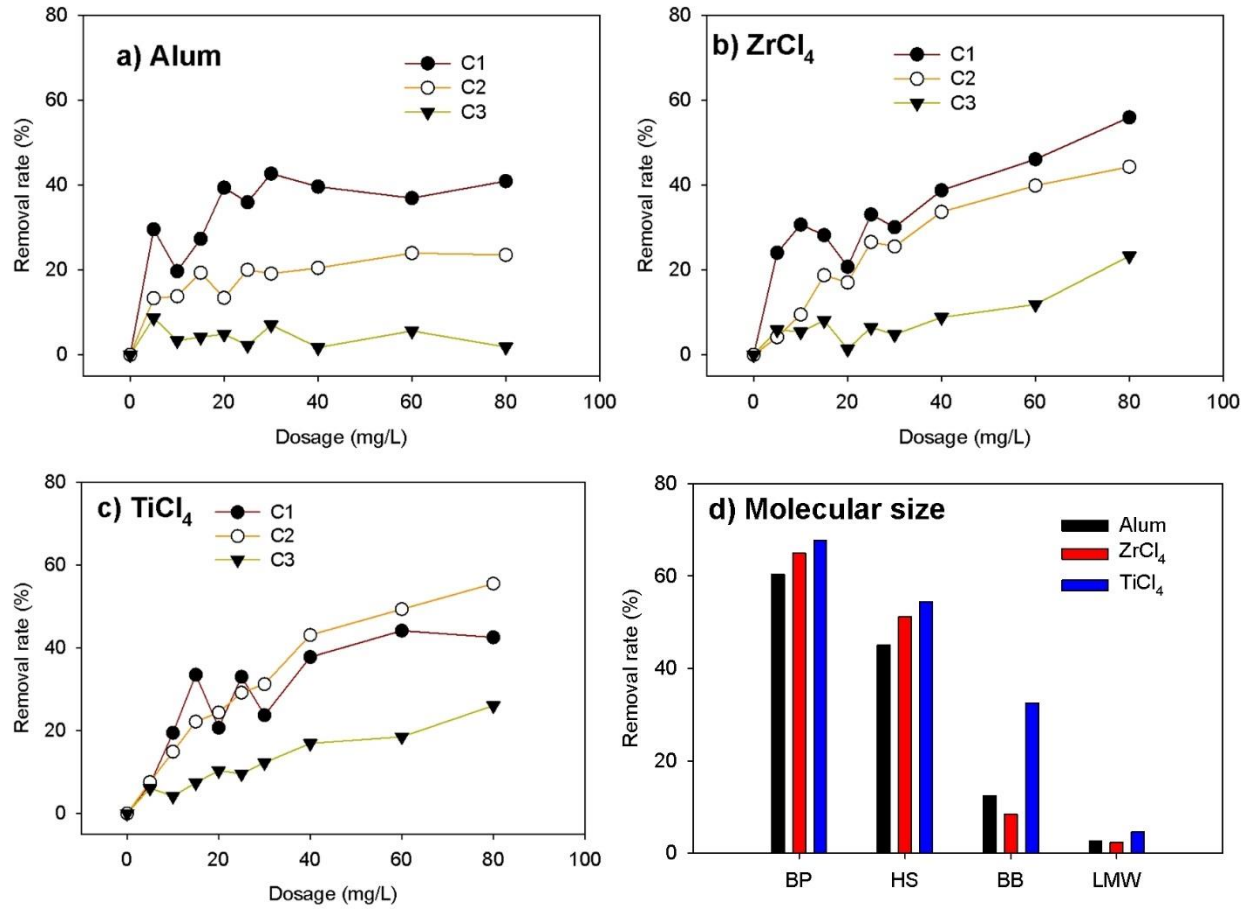 a) Alum
C1
C2
C3
Removal rate (%)
80
60
40
20
0
0 20 40 60 80 100
Dosage (mg/L)
b) ZrCl₄
C1
C2
C3
Removal rate (%)
80
60
40
20
0
0 20 40 60 80 100
Dosage (mg/L)
c) TiCl₄
C1
C2
C3
Removal rate (%)
80
60
40
20
0
0 20 40 60 80 100
Dosage (mg/L)
d) Molecular size
Alum
ZrCl₄
TiCl₄
Removal rate (%)
80
60
40
20
0
BP HS BB LMW